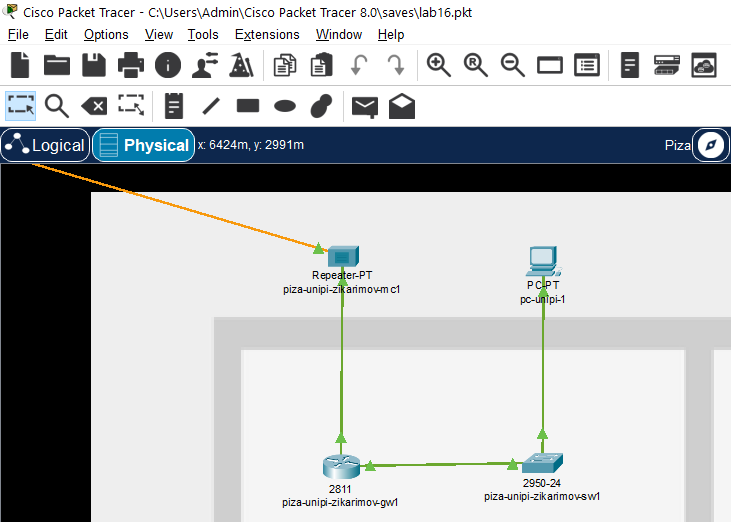 Cisco Packet Tracer - C:\Users\Admin\Cisco Packet Tracer 8.0\saves\lab16.pkt
File Edit Options View Tools Extensions Window Help
Logical Physical x: 6424m, y: 2991m Piza
Repeater-PT
piza-unipi-zikarimov-mc1
PC-PT
pc-unipi-1
2811
piza-unipi-zikarimov-gw1
2950-24
piza-unipi-zikarimov-sw1